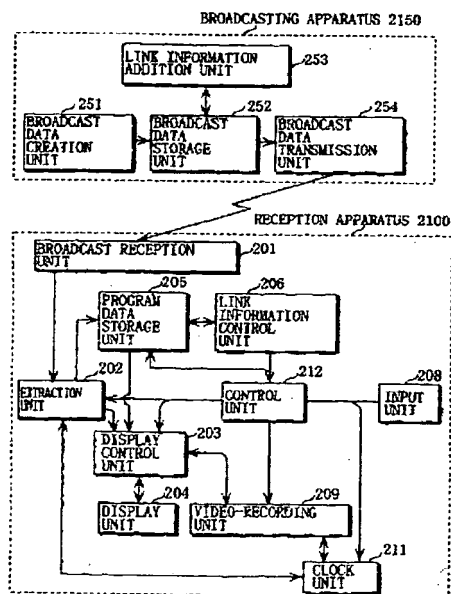 BROADCASTING APPARATUS 2150
LINK INFORMATION
ADDITION UNIT
253
251
BROADCAST
DATA
CREATION
UNIT
252
BROADCAST
DATA
STORAGE
UNIT
254
BROADCAST
DATA
TRANSMISSION
UNIT
RECEPTION APPARATUS 2100
BROADCAST RECEPTION
UNIT
201
205
PROGRAM
DATA
STORAGE
UNIT
206
LINK
INFORMATION
CONTROL
UNIT
202
EXTRACTION
UNIT
212
CONTROL
UNIT
208
INPUT
UNIT
203
DISPLAY
CONTROL
UNIT
204
DISPLAY
UNIT
209
VIDEO-RECORDING
UNIT
211
CLOCK
UNIT